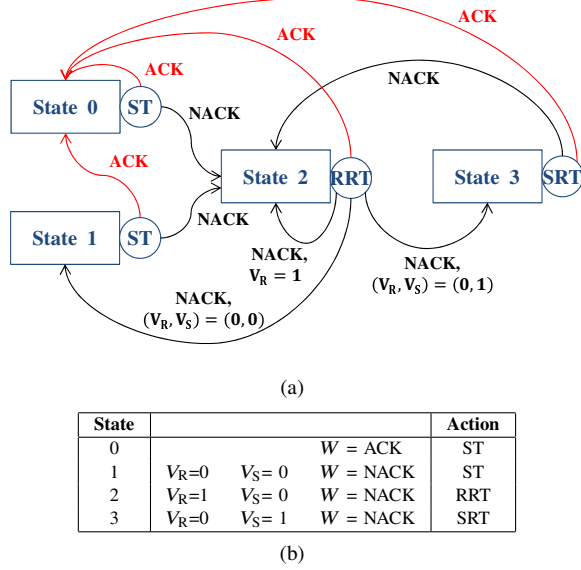 ACK
ACK
ACK
NACK
State 0
ST
NACK
ACK
State 2
RRT
State 3
SRT
NACK
State 1
ST
NACK,
V_R = 1
NACK,
(V_R, V_S) = (0, 1)
NACK,
(V_R, V_S) = (0, 0)
(a)
State Action
0 W = ACK ST
1 V_R=0 V_S= 0 W = NACK ST
2 V_R=1 V_S= 0 W = NACK RRT
3 V_R=0 V_S= 1 W = NACK SRT
(b)